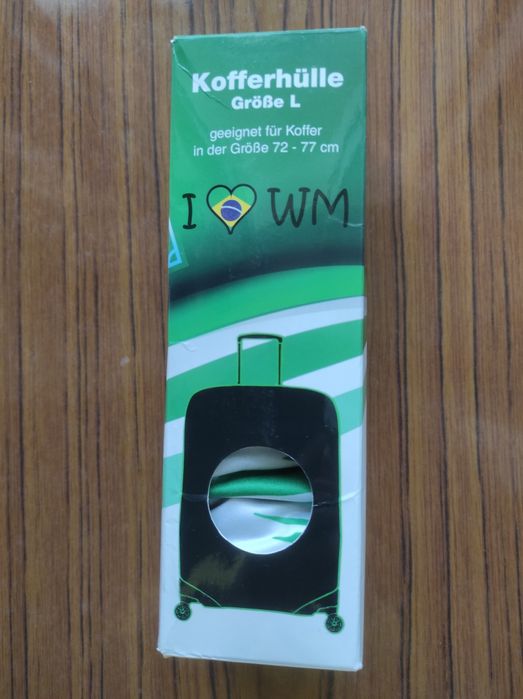 Kofferhülle
Größe L
geeignet für Koffer
in der Größe 72 - 77 cm
I WM